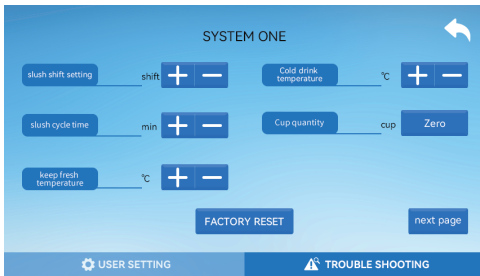 SYSTEM ONE
slush shift setting shift + − Cold drink
temperature °C + −
slush cycle time min + − Cup quantity cup Zero
keep fresh
temperature °C + −
FACTORY RESET next page
USER SETTING TROUBLE SHOOTING